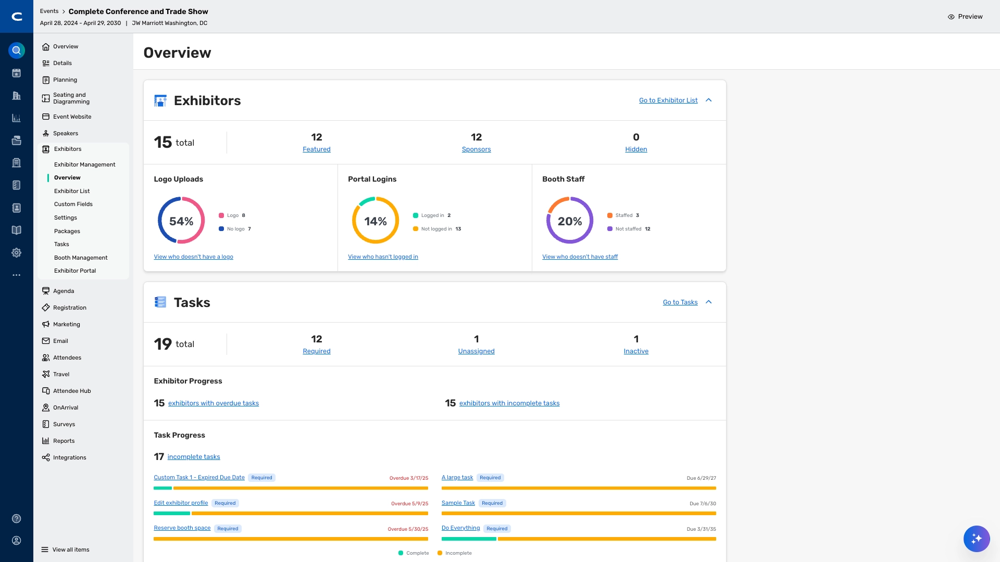 Events > Complete Conference and Trade Show
April 28, 2024 - April 29, 2030 | JW Marriott Washington, DC
Preview
Overview
Details
Planning
Seating and
Diagramming
Event Website
Speakers
Exhibitors
Exhibitor Management
Overview
Exhibitor List
Custom Fields
Settings
Packages
Tasks
Booth Management
Exhibitor Portal
Agenda
Registration
Marketing
Email
Attendees
Travel
Attendee Hub
OnArrival
Surveys
Reports
Integrations
View all items
Overview
Exhibitors
Go to Exhibitor List
15 total
12
Featured
12
Sponsors
0
Hidden
Logo Uploads
54%
Logo 8
No logo 7
View who doesn't have a logo
Portal Logins
14%
Logged in 2
Not logged in 13
View who hasn't logged in
Booth Staff
20%
Staffed 3
Not staffed 12
View who doesn't have staff
Tasks
Go to Tasks
19 total
12
Required
1
Unassigned
1
Inactive
Exhibitor Progress
15 exhibitors with overdue tasks
15 exhibitors with incomplete tasks
Task Progress
17 incomplete tasks
Custom Task 1 - Expired Due Date Required Overdue 3/17/25
A large task Required Due 6/29/27
Edit exhibitor profile Required Overdue 5/9/25
Sample Task Required Due 7/6/30
Reserve booth space Required Overdue 5/30/25
Do Everything Required Due 3/31/35
Complete Incomplete